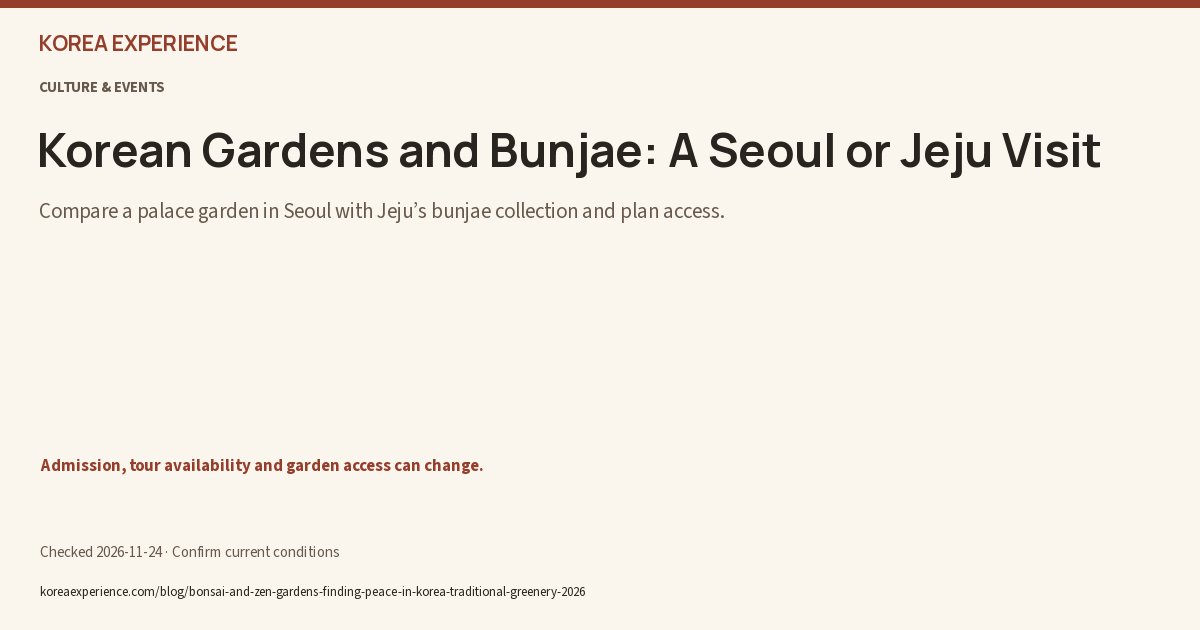 KOREA EXPERIENCE
CULTURE & EVENTS
Korean Gardens and Bunjae: A Seoul or Jeju Visit
Compare a palace garden in Seoul with Jeju’s bunjae collection and plan access.
Admission, tour availability and garden access can change.
Checked 2026-11-24 · Confirm current conditions
koreaexperience.com/blog/bonsai-and-zen-gardens-finding-peace-in-korea-traditional-greenery-2026